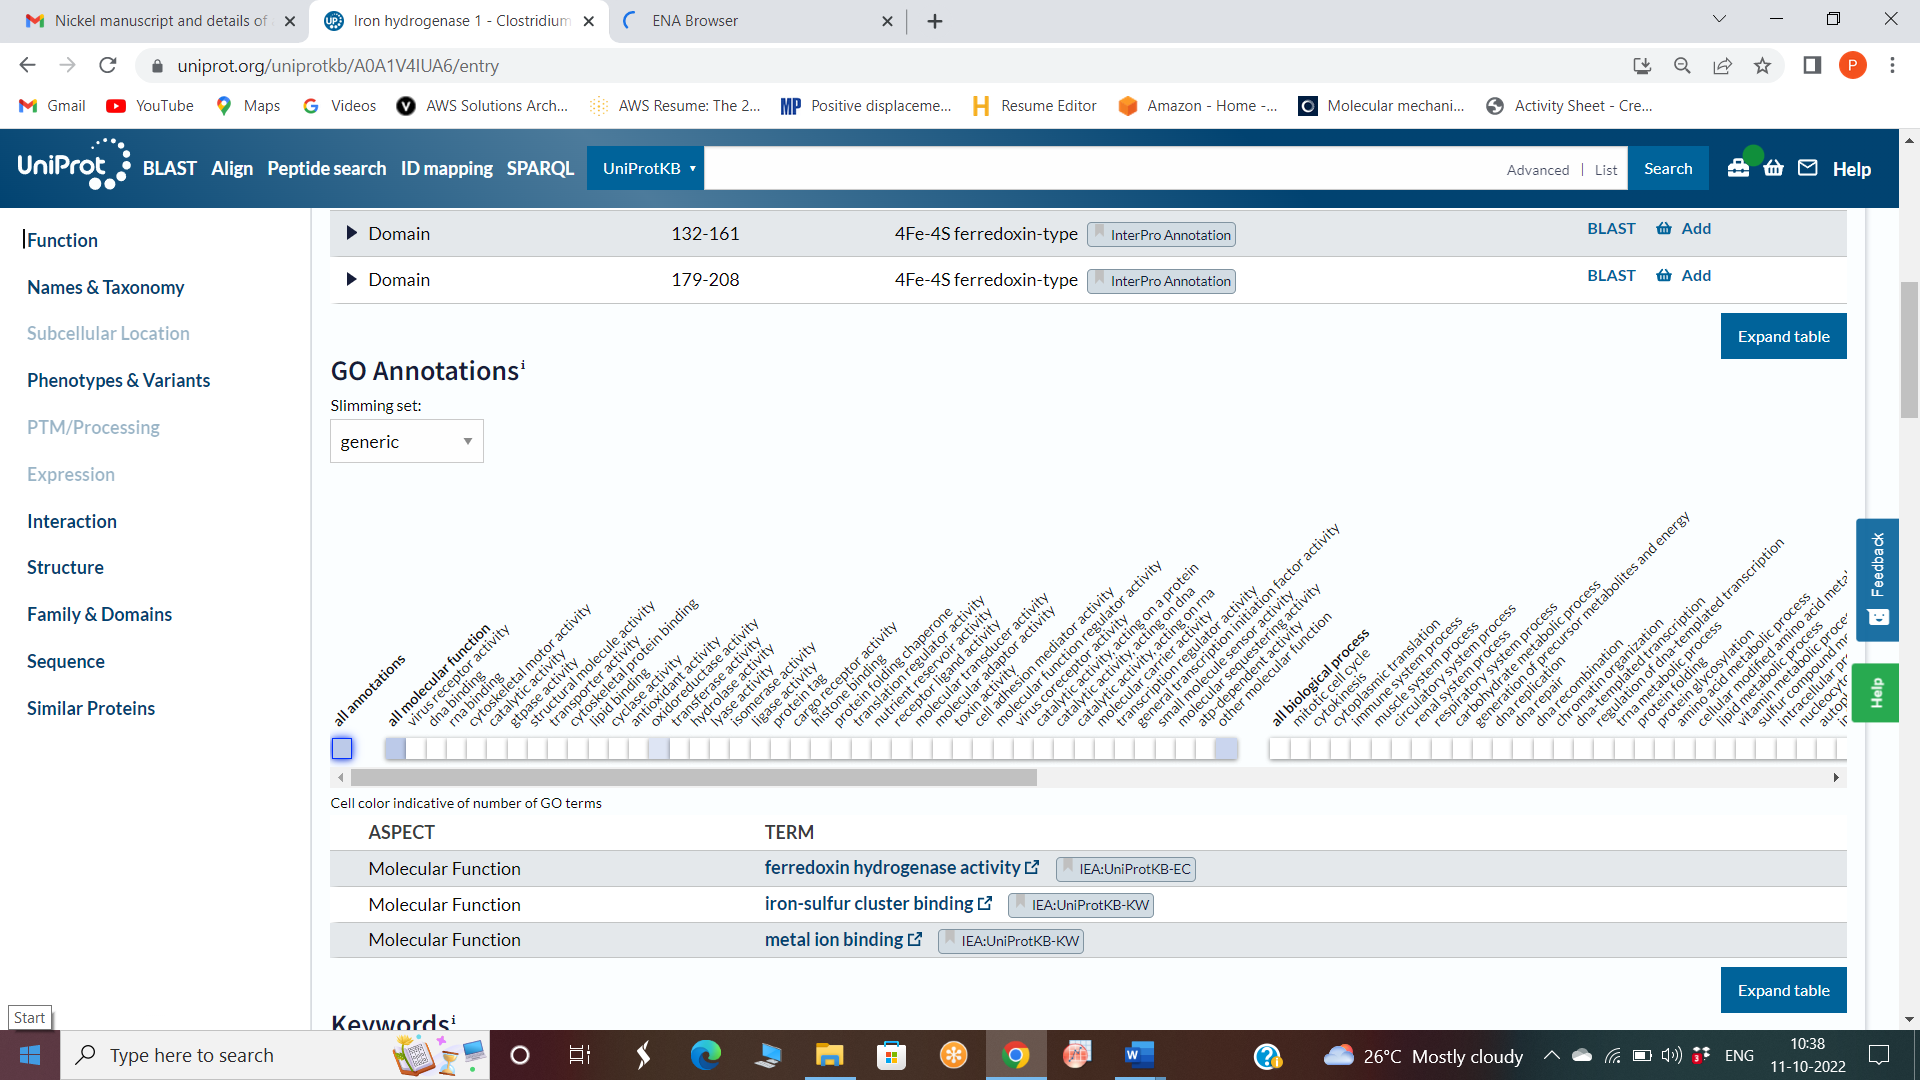 Nickel manuscript and details of
Iron hydrogenase 1 - Clostridium
ENA Browser
uniprot.org/uniprotkb/A0A1V4IUA6/entry
P
Gmail
YouTube
Maps
Videos
AWS Solutions Arch...
AWS Resume: The 2...
MP Positive displaceme...
Resume Editor
Amazon - Home -...
Molecular mechani...
Activity Sheet - Cre...
UniProt
BLAST Align Peptide search ID mapping SPARQL
UniProtKB
Advanced | List
Search
Help
Function
Names & Taxonomy
Subcellular Location
Phenotypes & Variants
PTM/Processing
Expression
Interaction
Structure
Family & Domains
Sequence
Similar Proteins
Domain 132-161 4Fe-4S ferredoxin-type InterPro Annotation BLAST Add
Domain 179-208 4Fe-4S ferredoxin-type InterPro Annotation BLAST Add
Expand table
GO Annotations i
Slimming set:
generic
all annotations
all molecular function
virus receptor activity
dna binding
rna binding
cytoskeletal motor activity
catalytic activity
gtpase activity
structural molecule activity
transporter activity
cytoskeletal protein binding
lipid binding
cyclase activity
antioxidant activity
oxidoreductase activity
transferase activity
hydrolase activity
lyase activity
isomerase activity
ligase activity
protein tag
cargo receptor activity
histone binding
protein folding chaperone
translation regulator activity
nutrient reservoir activity
receptor ligand activity
molecular transducer activity
molecular adaptor activity
toxin activity
cell adhesion mediator activity
molecular function regulator activity
virus coreceptor activity
catalytic activity, acting on a protein
catalytic activity, acting on dna
catalytic activity, acting on rna
molecular carrier activity
transcription regulator activity
general transcription initiation factor activity
small molecule sensor activity
molecular sequestering activity
atp-dependent activity
other molecular function
all biological process
mitotic cell cycle
cytokinesis
cytoplasmic translation
immune system process
muscle system process
circulatory system process
renal system process
respiratory system process
carbohydrate metabolic process
generation of precursor metabolites and energy
dna replication
dna repair
dna recombination
chromatin organization
dna-templated transcription
regulation of dna-templated transcription
trna metabolic process
protein folding
protein glycosylation
amino acid metabolic process
cellular modified amino acid metal
lipid metabolic process
vitamin metabolic proce
sulfur compound me
intracellular pr
nucleocyto
autop
Cell color indicative of number of GO terms
ASPECT TERM
Molecular Function ferredoxin hydrogenase activity IEA:UniProtKB-EC
Molecular Function iron-sulfur cluster binding IEA:UniProtKB-KW
Molecular Function metal ion binding IEA:UniProtKB-KW
Expand table
Keywords i
Feedback
Help
Start
Type here to search
26°C Mostly cloudy
ENG
10:38
11-10-2022